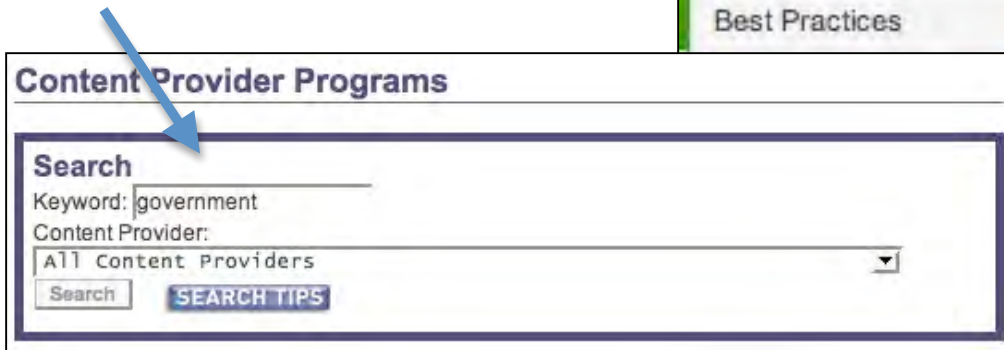 Best Practices
Content Provider Programs
Search
Keyword: government
Content Provider:
All Content Providers
Search SEARCH TIPS